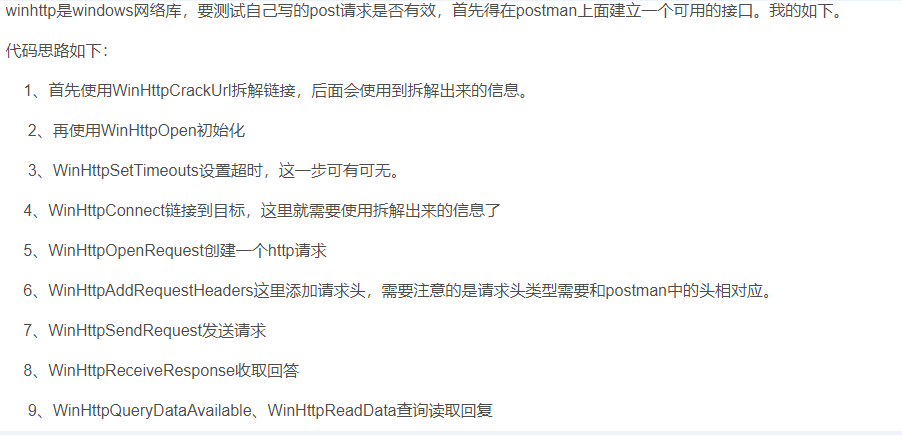 winhttp是windows网络库，要测试自己写的post请求是否有效，首先得在postman上面建立一个可用的接口。我的如下。
代码思路如下：
1、首先使用WinHttpCrackUrl拆解链接，后面会使用到拆解出来的信息。
2、再使用WinHttpOpen初始化
3、WinHttpSetTimeouts设置超时，这一步可有可无。
4、WinHttpConnect链接到目标，这里就需要使用拆解出来的信息了
5、WinHttpOpenRequest创建一个http请求
6、WinHttpAddRequestHeaders这里添加请求头，需要注意的是请求头类型需要和postman中的头相对应。
7、WinHttpSendRequest发送请求
8、WinHttpReceiveResponse收取回答
9、WinHttpQueryDataAvailable、WinHttpReadData查询读取回复